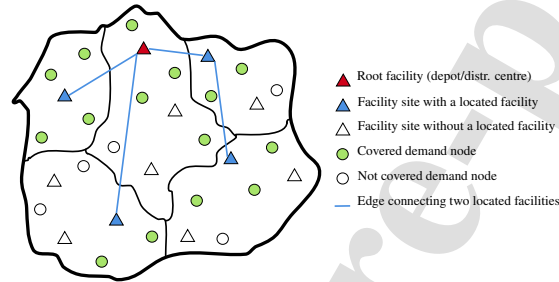 Root facility (depot/distr. centre)
Facility site with a located facility
Facility site without a located facility
Covered demand node
Not covered demand node
Edge connecting two located facilities
re-p